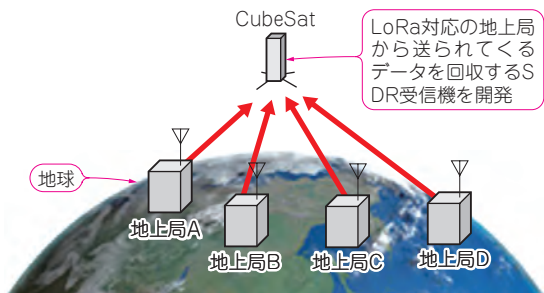 CubeSat
LoRa対応の地上局
から送られてくる
データを回収するS
DR受信機を開発
地球
地上局A
地上局B
地上局C
地上局D